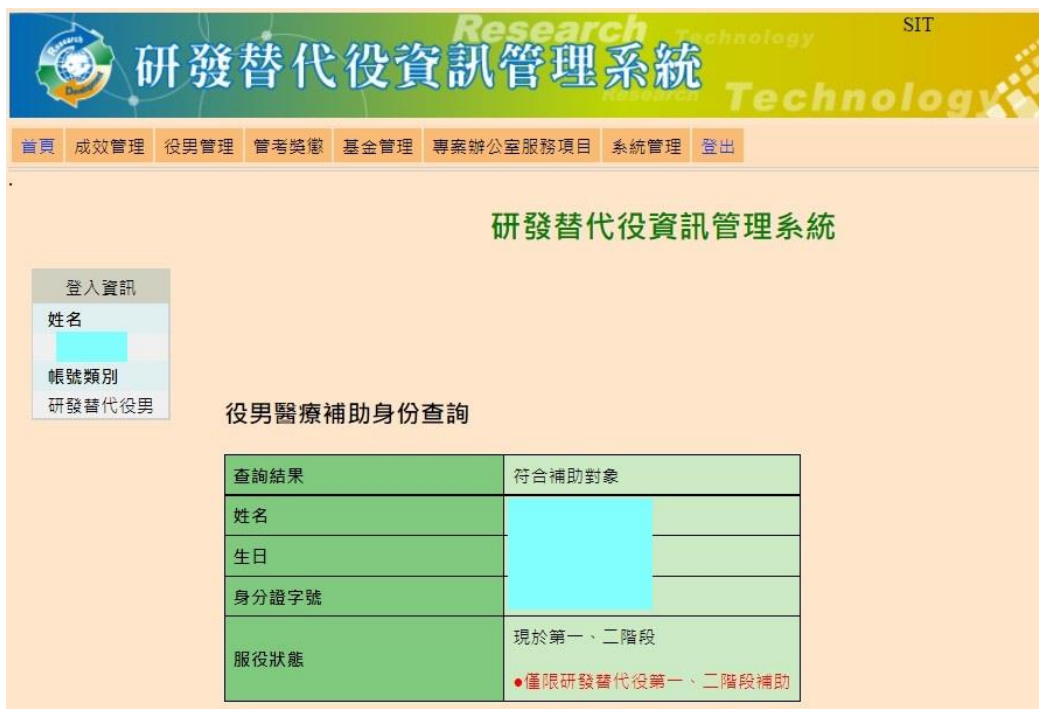 Research Technology
SIT
研發替代役資訊管理系統
Research
Technology
首頁 成效管理 役男管理 管考獎懲 基金管理 專案辦公室服務項目 系統管理 登出
研發替代役資訊管理系統
登入資訊
姓名
帳號類別
研發替代役男
役男醫療補助身份查詢
查詢結果 符合補助對象
姓名
生日
身分證字號
服役狀態
現於第一、二階段
●僅限研發替代役第一、二階段補助